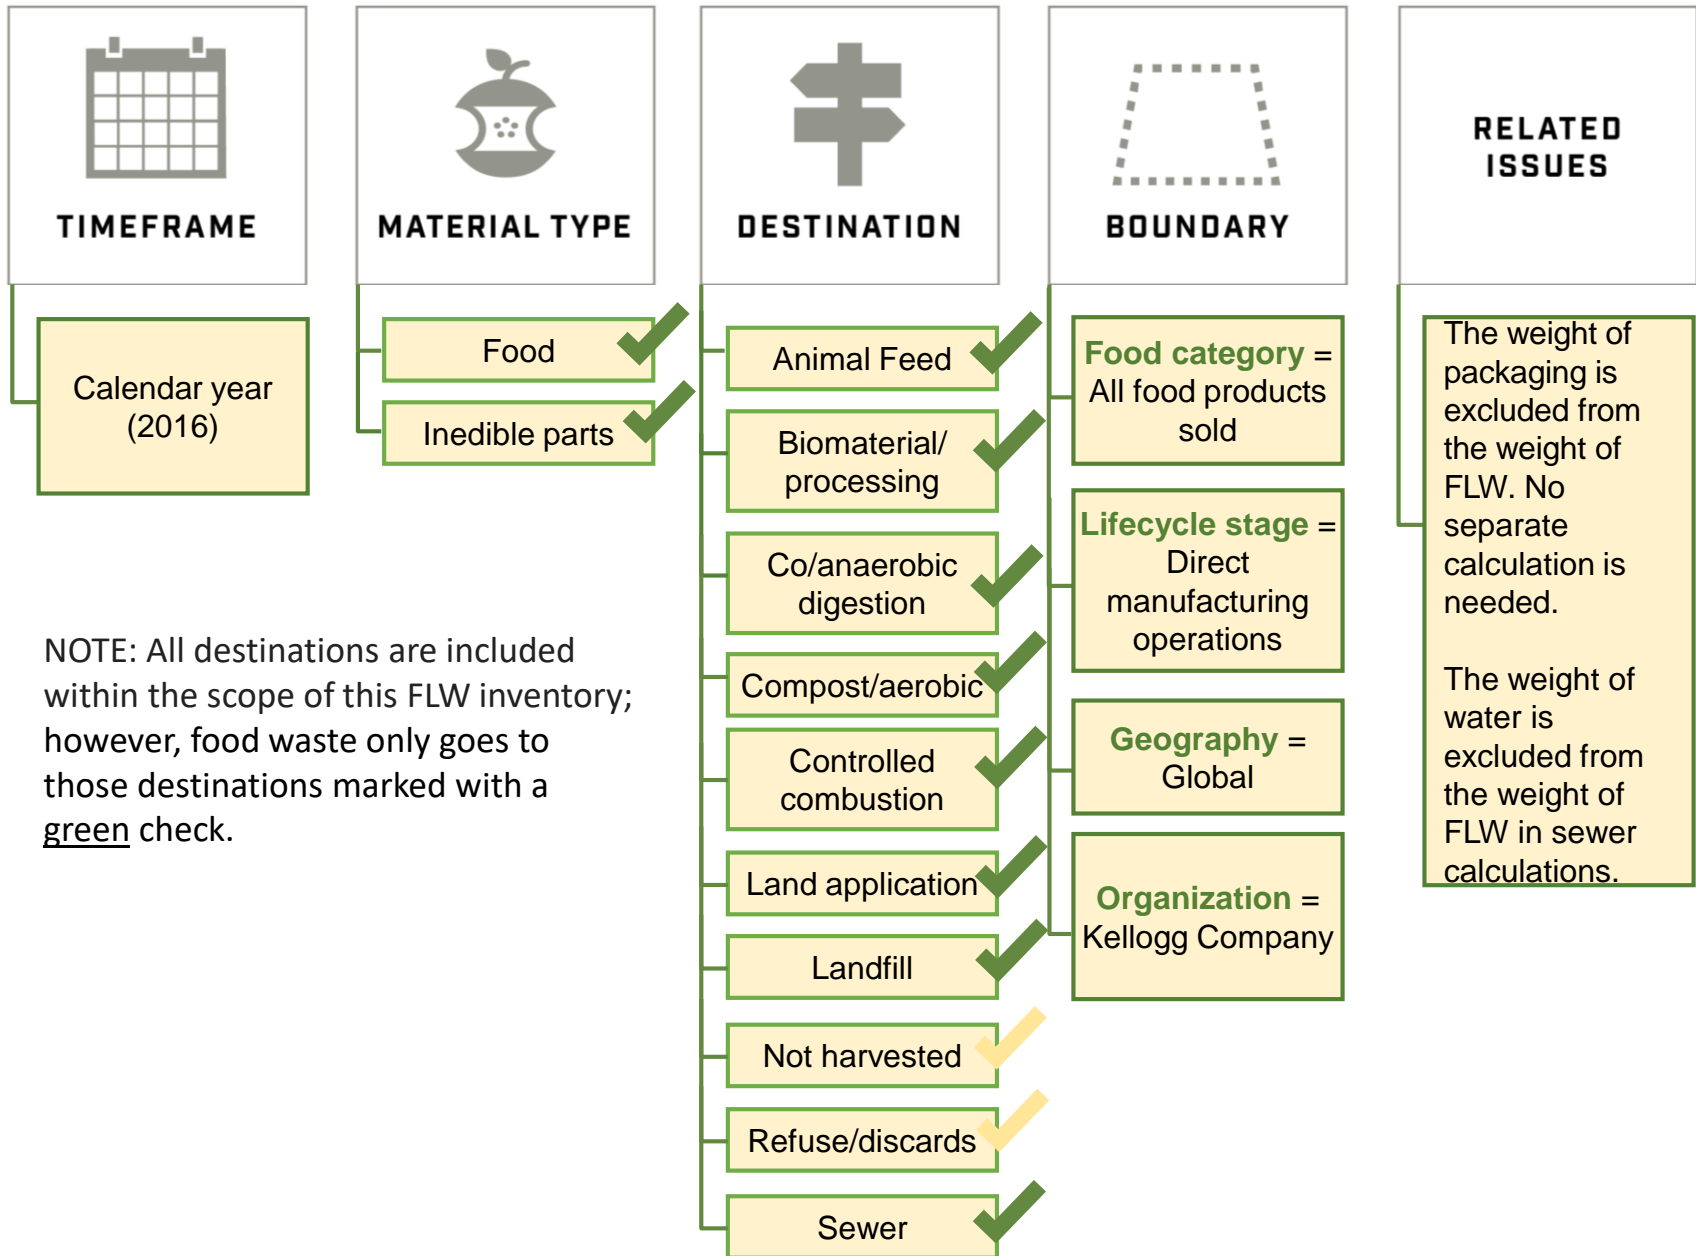 TIMEFRAME
Calendar year
(2016)
MATERIAL TYPE
Food
Inedible parts
NOTE: All destinations are included
within the scope of this FLW inventory;
however, food waste only goes to
those destinations marked with a
green check.
DESTINATION
Animal Feed
Biomaterial/
processing
Co/anaerobic
digestion
Compost/aerobic
Controlled
combustion
Land application
Landfill
Not harvested
Refuse/discards
Sewer
BOUNDARY
Food category =
All food products
sold
Lifecycle stage =
Direct
manufacturing
operations
Geography =
Global
Organization =
Kellogg Company
RELATED
ISSUES
The weight of
packaging is
excluded from
the weight of
FLW. No
separate
calculation is
needed.
The weight of
water is
excluded from
the weight of
FLW in sewer
calculations.